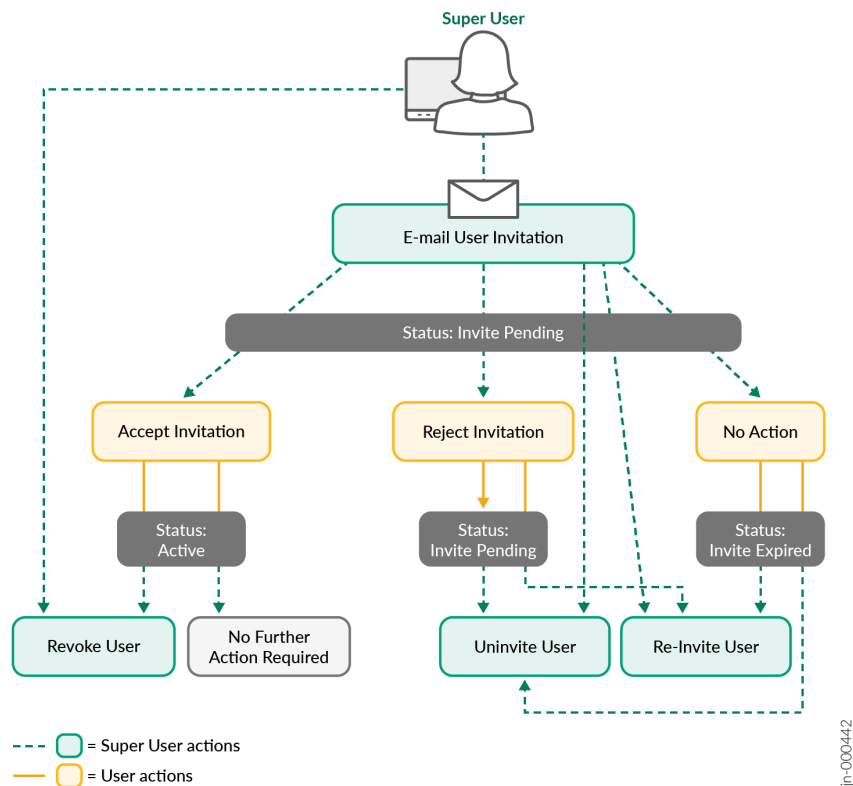 Super User
E-mail User Invitation
Status: Invite Pending
Accept Invitation
Reject Invitation
No Action
Status:
Active
Status:
Invite Pending
Status:
Invite Expired
Revoke User
No Further
Action Required
Uninvite User
Re-Invite User
= Super User actions
= User actions
jn-000442